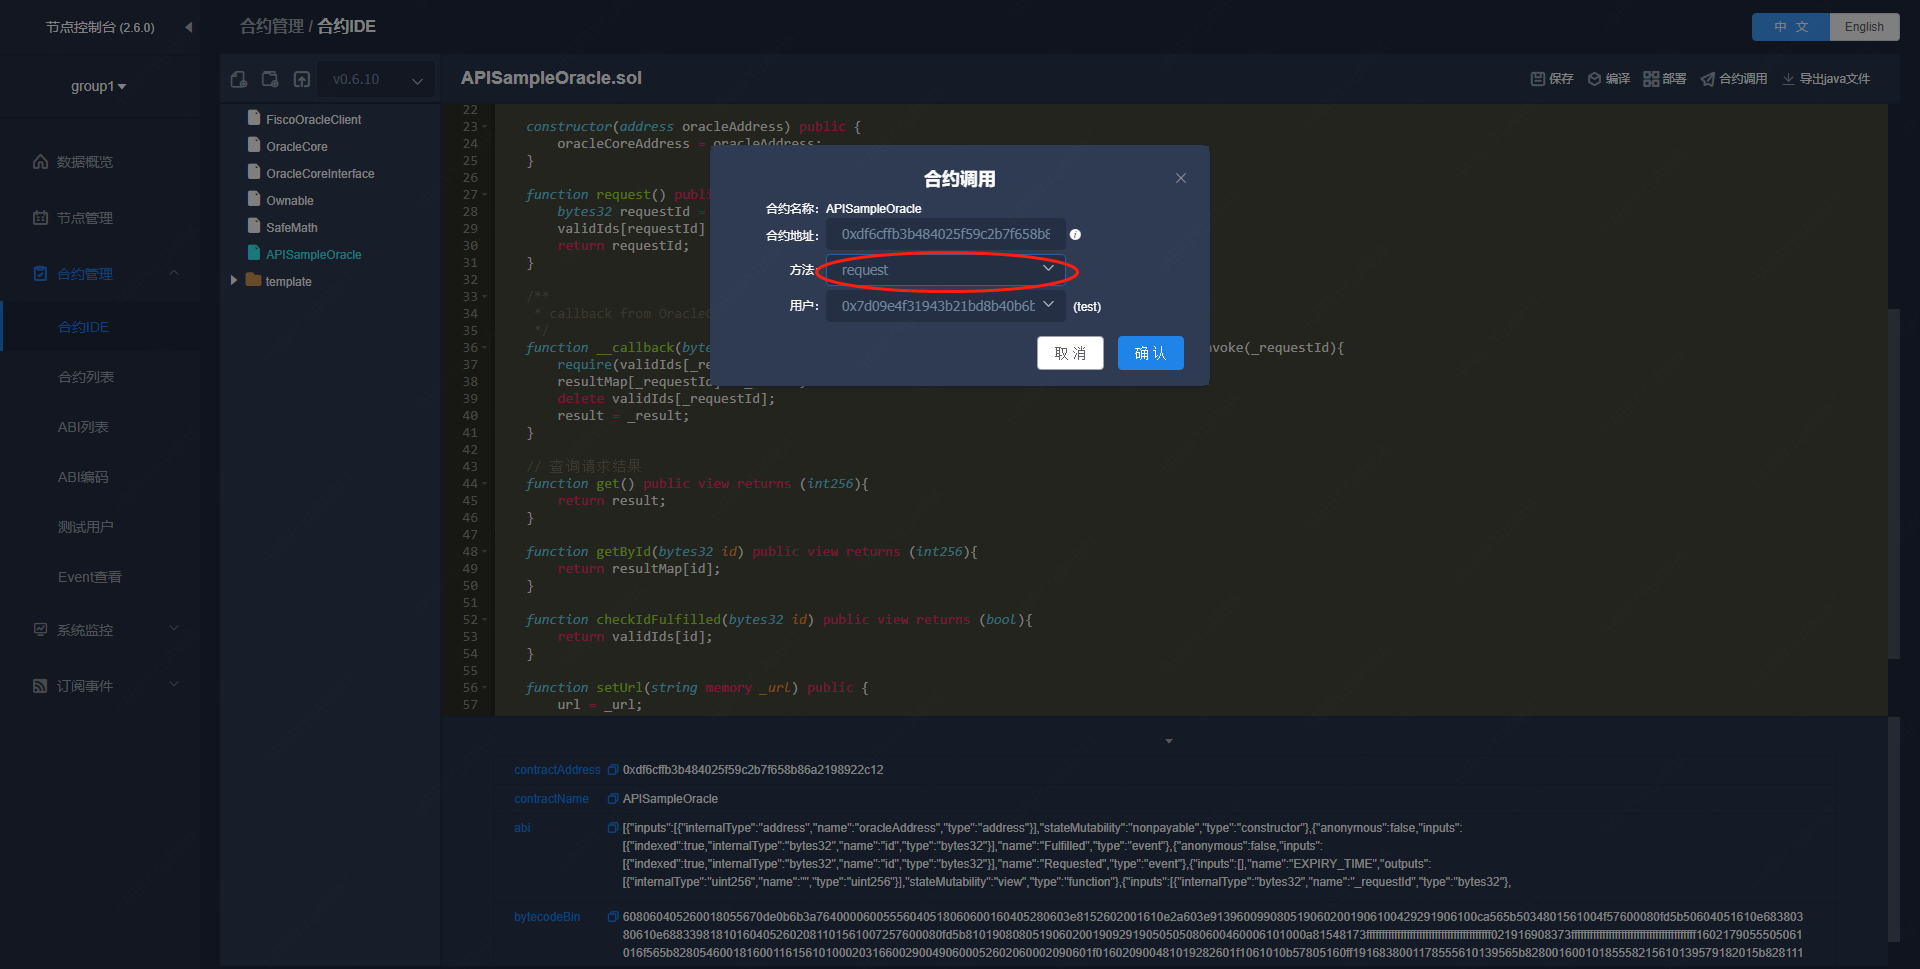 节点控制台 (2.6.0)
合约管理 / 合约IDE
中 文
English
group1
v0.6.10
APISampleOracle.sol
保存
编译
部署
合约调用
导出java文件
数据概览
节点管理
合约管理
合约IDE
合约列表
ABI列表
ABI编码
测试用户
Event查看
系统监控
订阅事件
FiscoOracleClient
OracleCore
OracleCoreInterface
Ownable
SafeMath
APISampleOracle
template
22
23 constructor(address oracleAddress) public {
24 oracleCoreAddress = oracleAddress;
25 }
26
27 function request() publi
28 bytes32 requestId =
29 validIds[requestId]
30 return requestId;
31 }
32
33 /**
34 * callback from OracleC
35 */
36 function __callback(byte nvoke(_requestId){
37 require(validIds[_re
38 resultMap[_requestId
39 delete validIds[_requestId];
40 result = _result;
41 }
42
43 // 查询请求结果
44 function get() public view returns (int256){
45 return result;
46 }
47
48 function getById(bytes32 id) public view returns (int256){
49 return resultMap[id];
50 }
51
52 function checkIdFulfilled(bytes32 id) public view returns (bool){
53 return validIds[id];
54 }
55
56 function setUrl(string memory _url) public {
57 url = _url;
合约调用
合约名称: APISampleOracle
合约地址: 0xdf6cffb3b484025f59c2b7f658b8
方法: request
用户: 0x7d09e4f31943b21bd8b40b6b (test)
取 消
确 认
contractAddress 0xdf6cffb3b484025f59c2b7f658b86a2198922c12
contractName APISampleOracle
abi [{"inputs":[{"internalType":"address","name":"oracleAddress","type":"address"}],"stateMutability":"nonpayable","type":"constructor"},{"anonymous":false,"inputs":
[{"indexed":true,"internalType":"bytes32","name":"id","type":"bytes32"}],"name":"Fulfilled","type":"event"},{"anonymous":false,"inputs":
[{"indexed":true,"internalType":"bytes32","name":"id","type":"bytes32"}],"name":"Requested","type":"event"},{"inputs":[],"name":"EXPIRY_TIME","outputs":
[{"internalType":"uint256","name":"","type":"uint256"}],"stateMutability":"view","type":"function"},{"inputs":[{"internalType":"bytes32","name":"_requestId","type":"bytes32"},
bytecodeBin